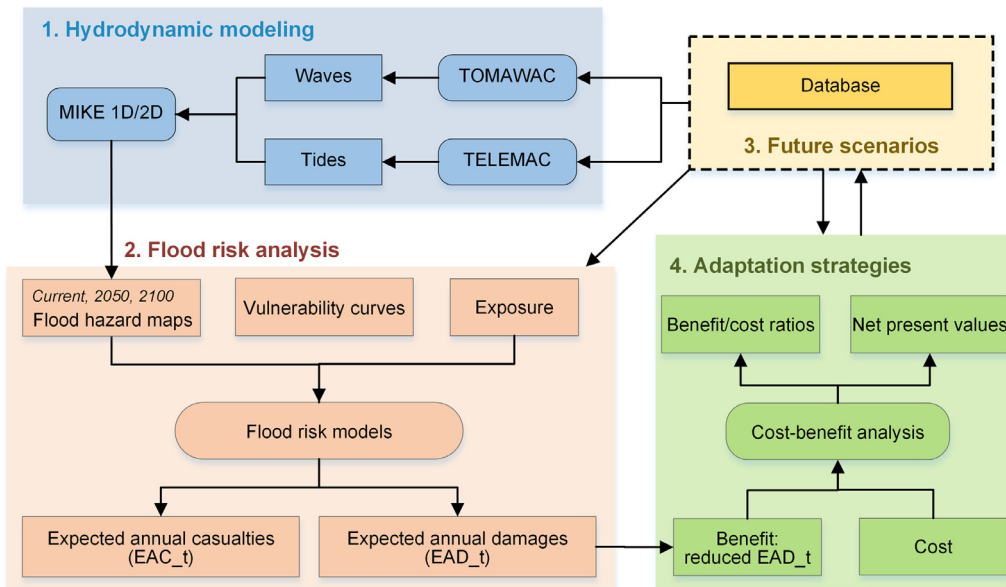 1. Hydrodynamic modeling
Waves
TOMAWAC
MIKE 1D/2D
Tides
TELEMAC
Database
3. Future scenarios
2. Flood risk analysis
Current, 2050, 2100
Flood hazard maps
Vulnerability curves
Exposure
Flood risk models
Expected annual casualties
(EAC_t)
Expected annual damages
(EAD_t)
4. Adaptation strategies
Benefit/cost ratios
Net present values
Cost-benefit analysis
Benefit:
reduced EAD_t
Cost